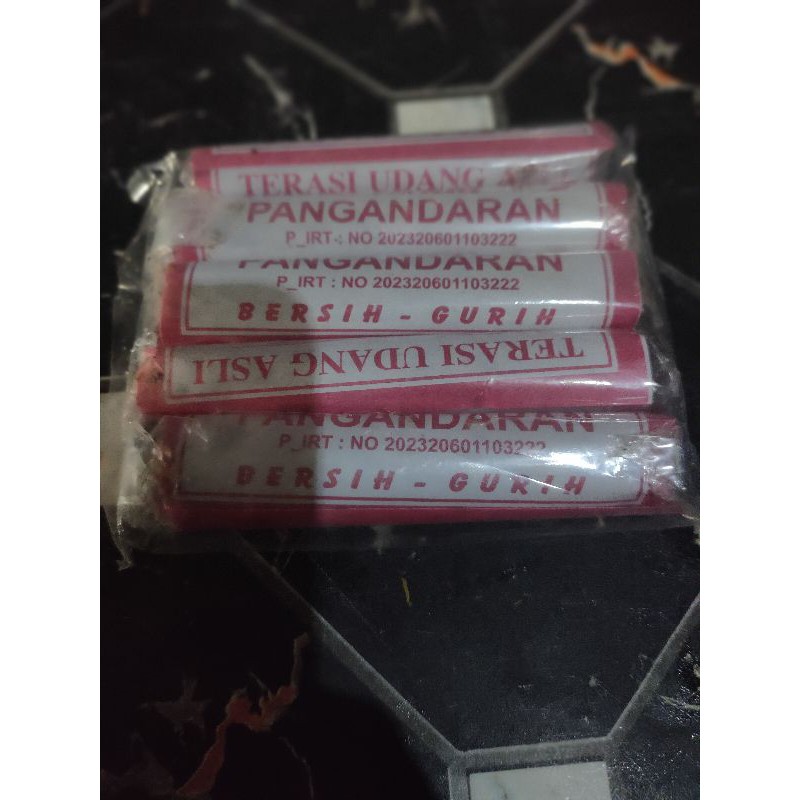 TERASI UDANG ASLI
PANGANDARAN
P_IRT : NO 202320601103222
PANGANDARAN
P_IRT : NO 202320601103222
BERSIH - GURIH
TERASI UDANG ASLI
PANGANDARAN
P_IRT : NO 202320601103222
BERSIH - GURIH